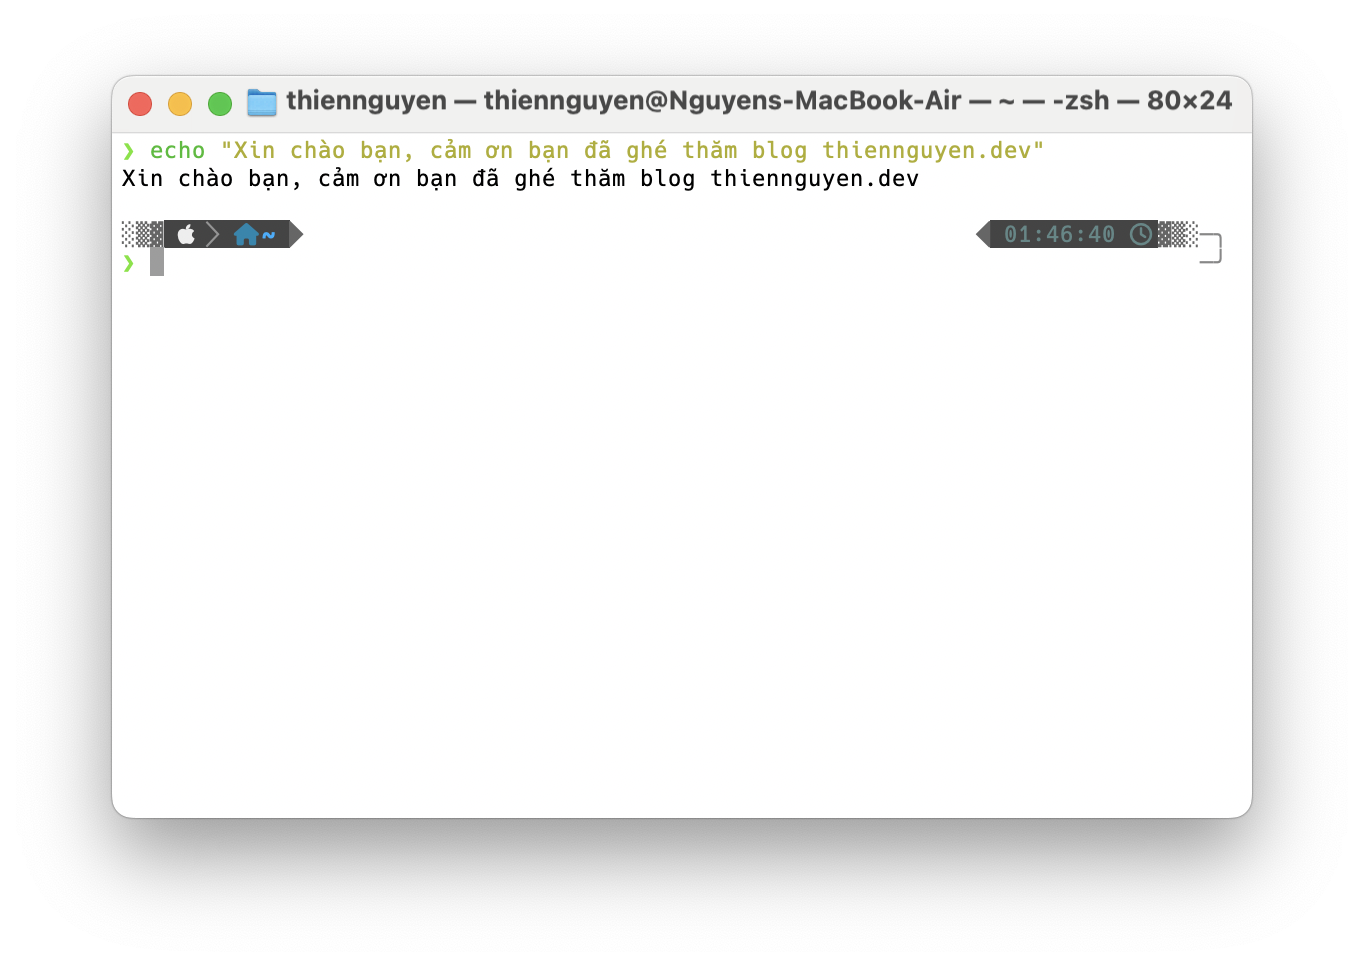 thiennguyen — thiennguyen@Nguyens-MacBook-Air — ~ — -zsh — 80×24
❯ echo "Xin chào bạn, cảm ơn bạn đã ghé thăm blog thiennguyen.dev"
Xin chào bạn, cảm ơn bạn đã ghé thăm blog thiennguyen.dev
~ 01:46:40
❯